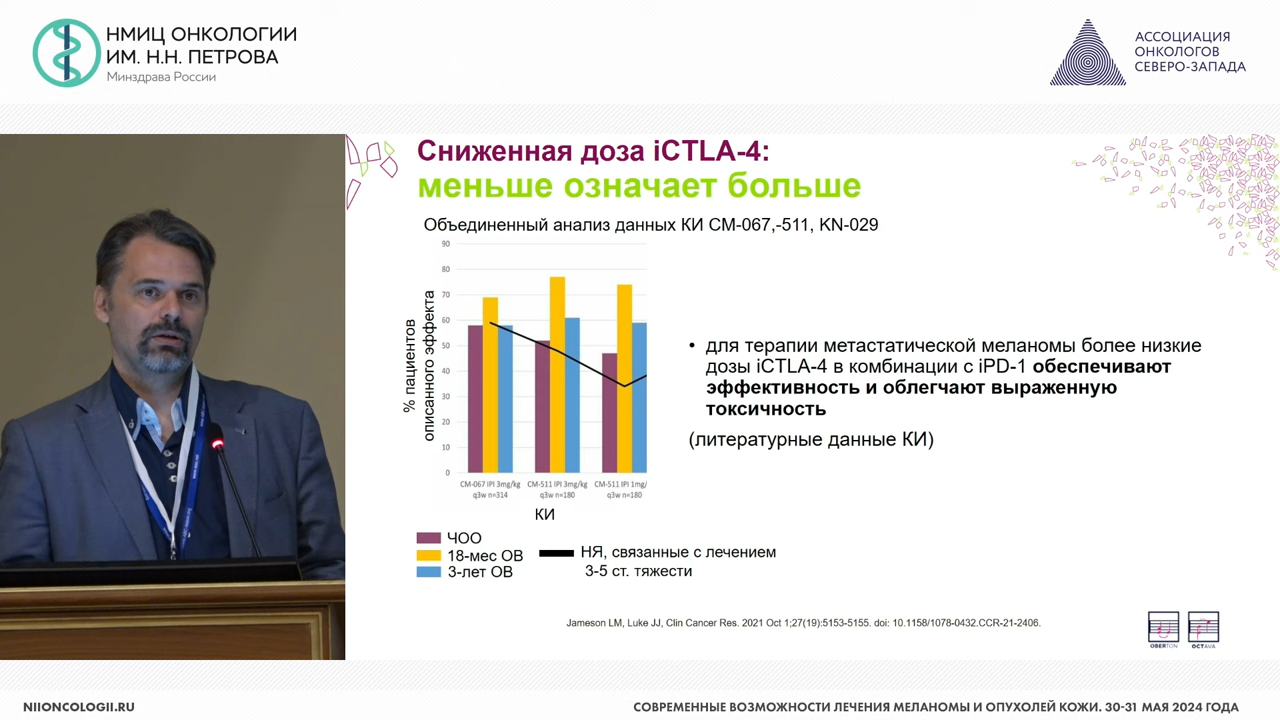 НМИЦ ОНКОЛОГИИ
ИМ. Н.Н. ПЕТРОВА
Минздрава России
АССОЦИАЦИЯ
ОНКОЛОГОВ
СЕВЕРО-ЗАПАДА
Сниженная доза iCTLA-4:
меньше означает больше
Объединенный анализ данных КИ CM-067,-511, KN-029
90
80
70
60
50
40
30
20
10
0
% пациентов
описанного эффекта
CM-067 IPI 3mg/kg
q3w n=314
CM-511 IPI 3mg/kg
q3w n=180
CM-511 IPI 1mg/
q3w n=180
КИ
ЧОО
18-мес ОВ
3-лет ОВ
НЯ, связанные с лечением
3-5 ст. тяжести
• для терапии метастатической меланомы более низкие
дозы iCTLA-4 в комбинации с iPD-1 обеспечивают
эффективность и облегчают выраженную
токсичность
(литературные данные КИ)
Jameson LM, Luke JJ, Clin Cancer Res. 2021 Oct 1;27(19):5153-5155. doi: 10.1158/1078-0432.CCR-21-2406.
OBERTON
OCTAVA
NIIONCOLOGII.RU
СОВРЕМЕННЫЕ ВОЗМОЖНОСТИ ЛЕЧЕНИЯ МЕЛАНОМЫ И ОПУХОЛЕЙ КОЖИ. 30-31 МАЯ 2024 ГОДА